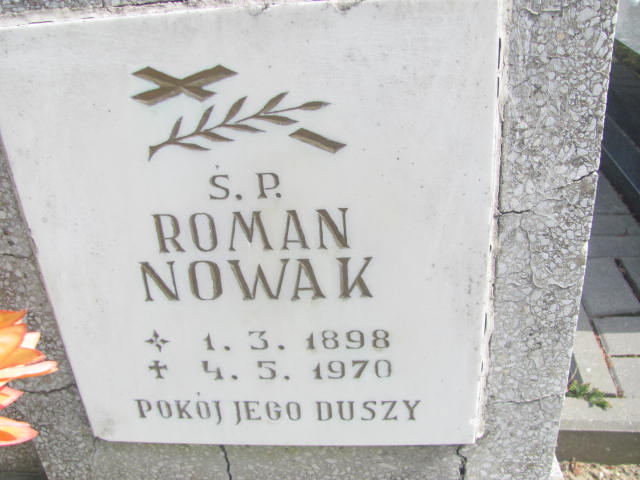 Ś. P.
ROMAN
NOWAK
1. 3. 1898
4. 5. 1970
POKÓJ JEGO DUSZY